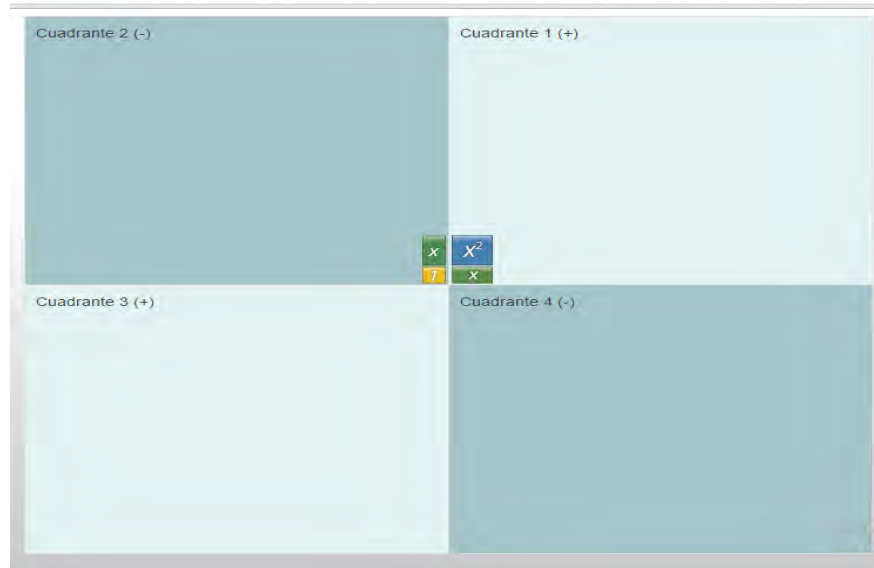 Cuadrante 2 (-)
Cuadrante 1 (+)
x x²
1 x
Cuadrante 3 (+)
Cuadrante 4 (-)